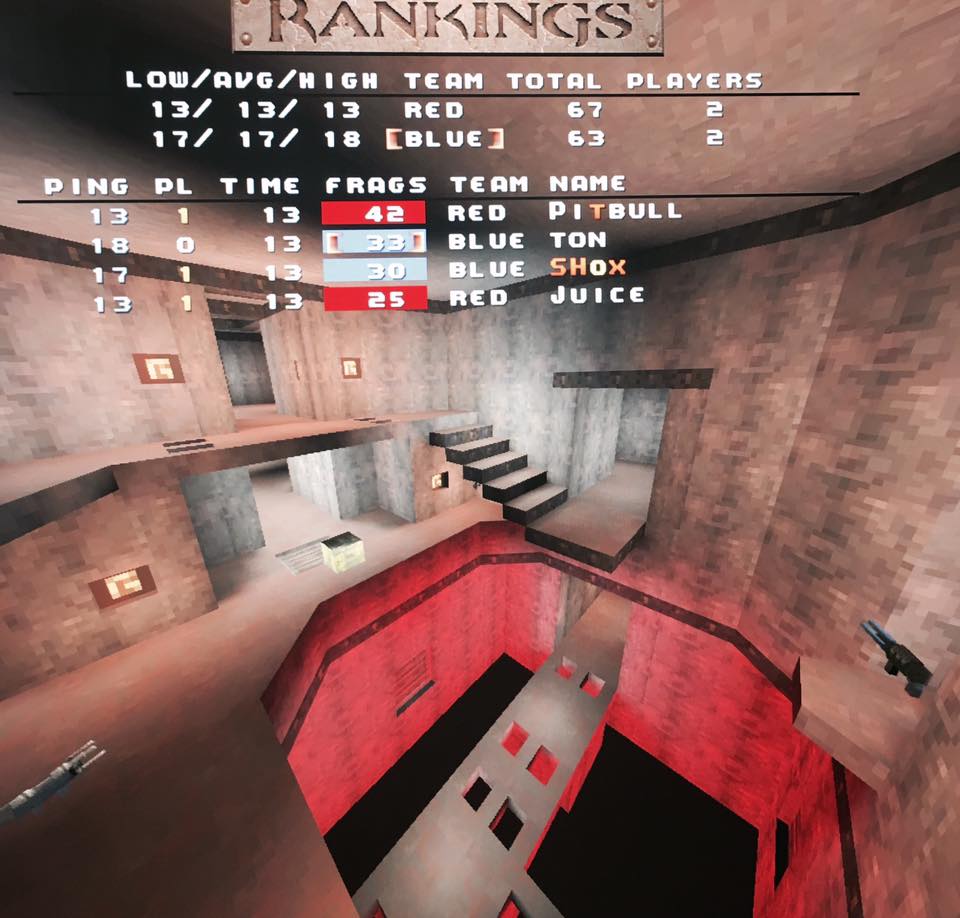 RANKINGS
LOW/AVG/HIGH TEAM TOTAL PLAYERS
13/ 13/ 13 RED 67 2
17/ 17/ 18 [BLUE] 63 2
PING PL TIME FRAGS TEAM NAME
13 1 13 42 RED PITBULL
18 0 13 [33] BLUE TON
17 1 13 30 BLUE SHOX
13 1 13 25 RED JUICE